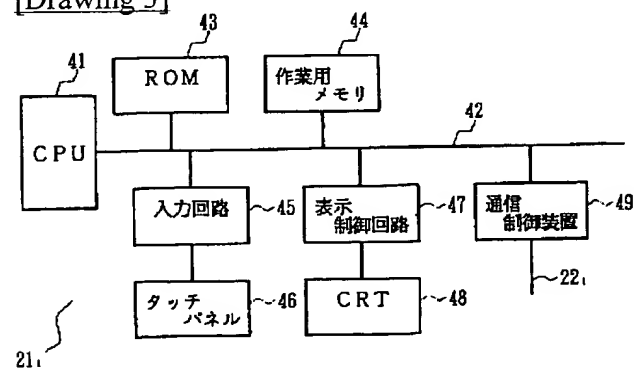 [Drawing 3]
43
44
41
ROM
作業用
メモリ
42
CPU
入力回路
45
表示
制御回路
47
通信
制御装置
49
タッチ
パネル
46
CRT
48
22₁
21₁